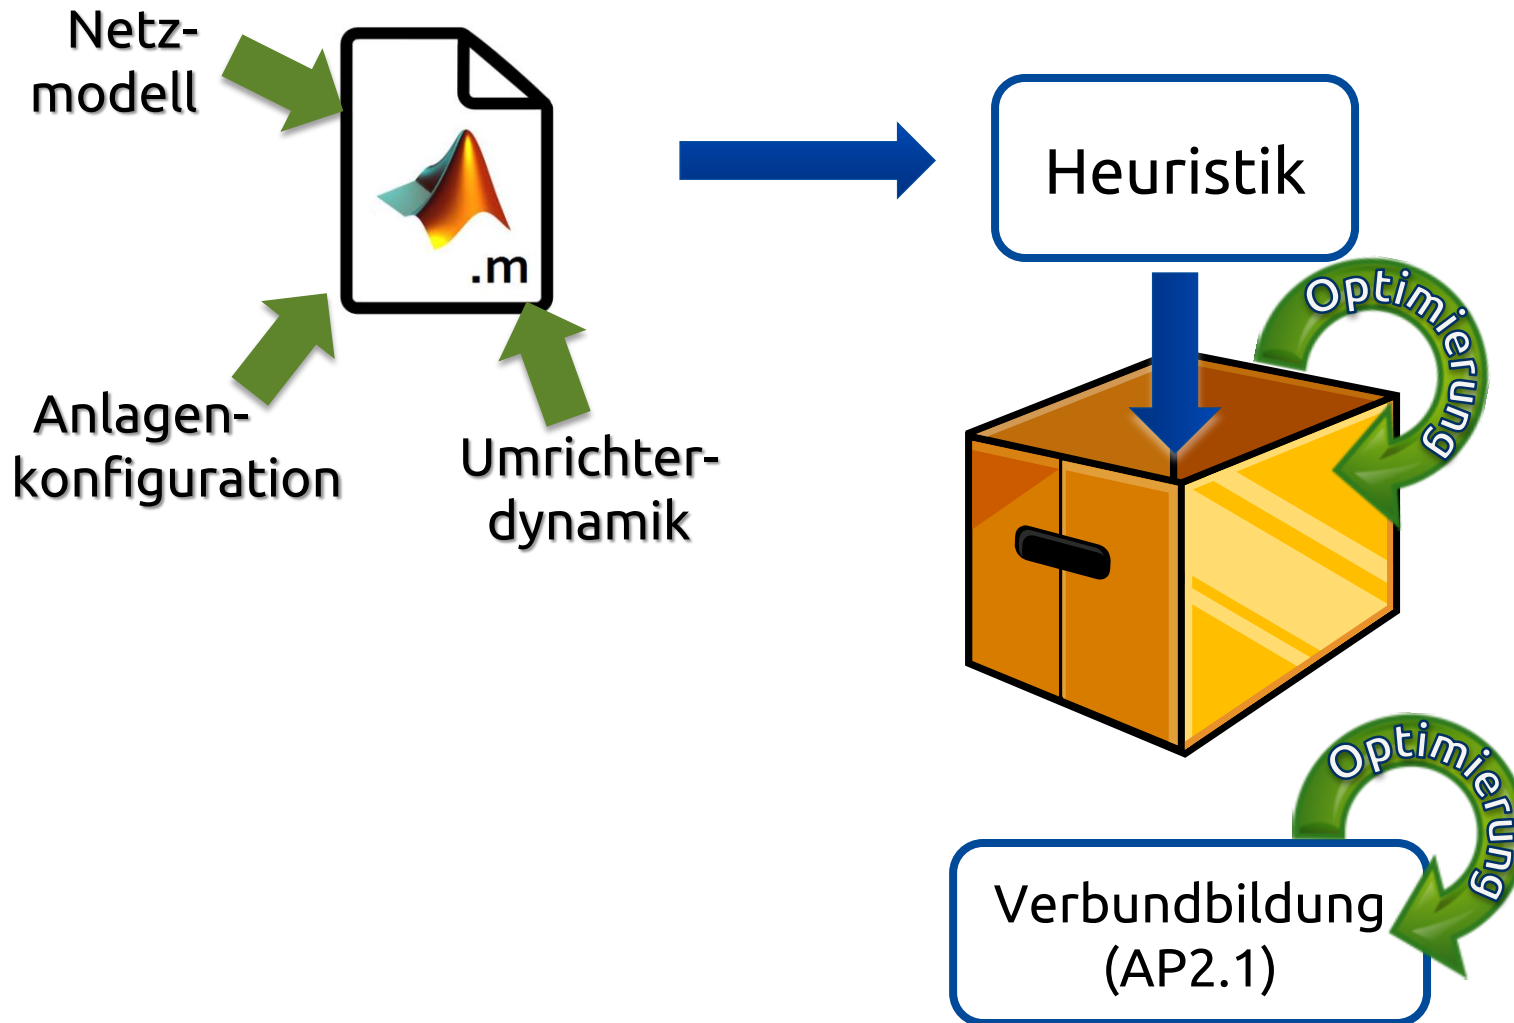 Netz-
modell
.m
Anlagen-
konfiguration
Umrichter-
dynamik
Heuristik
Optimierung
Optimierung
Verbundbildung
(AP2.1)